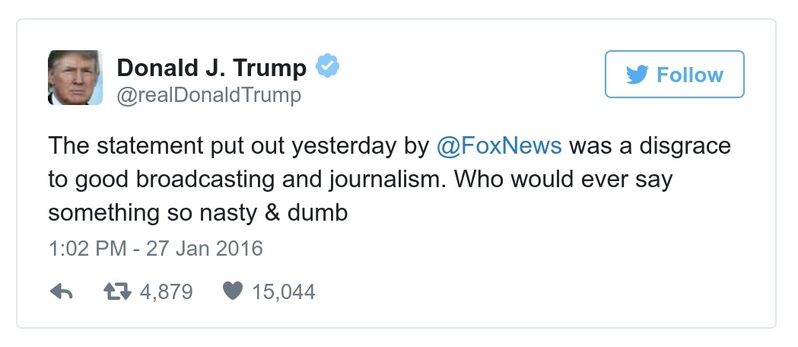 Donald J. Trump
@realDonaldTrump
Follow
The statement put out yesterday by @FoxNews was a disgrace
to good broadcasting and journalism. Who would ever say
something so nasty & dumb
1:02 PM - 27 Jan 2016
4,879 15,044